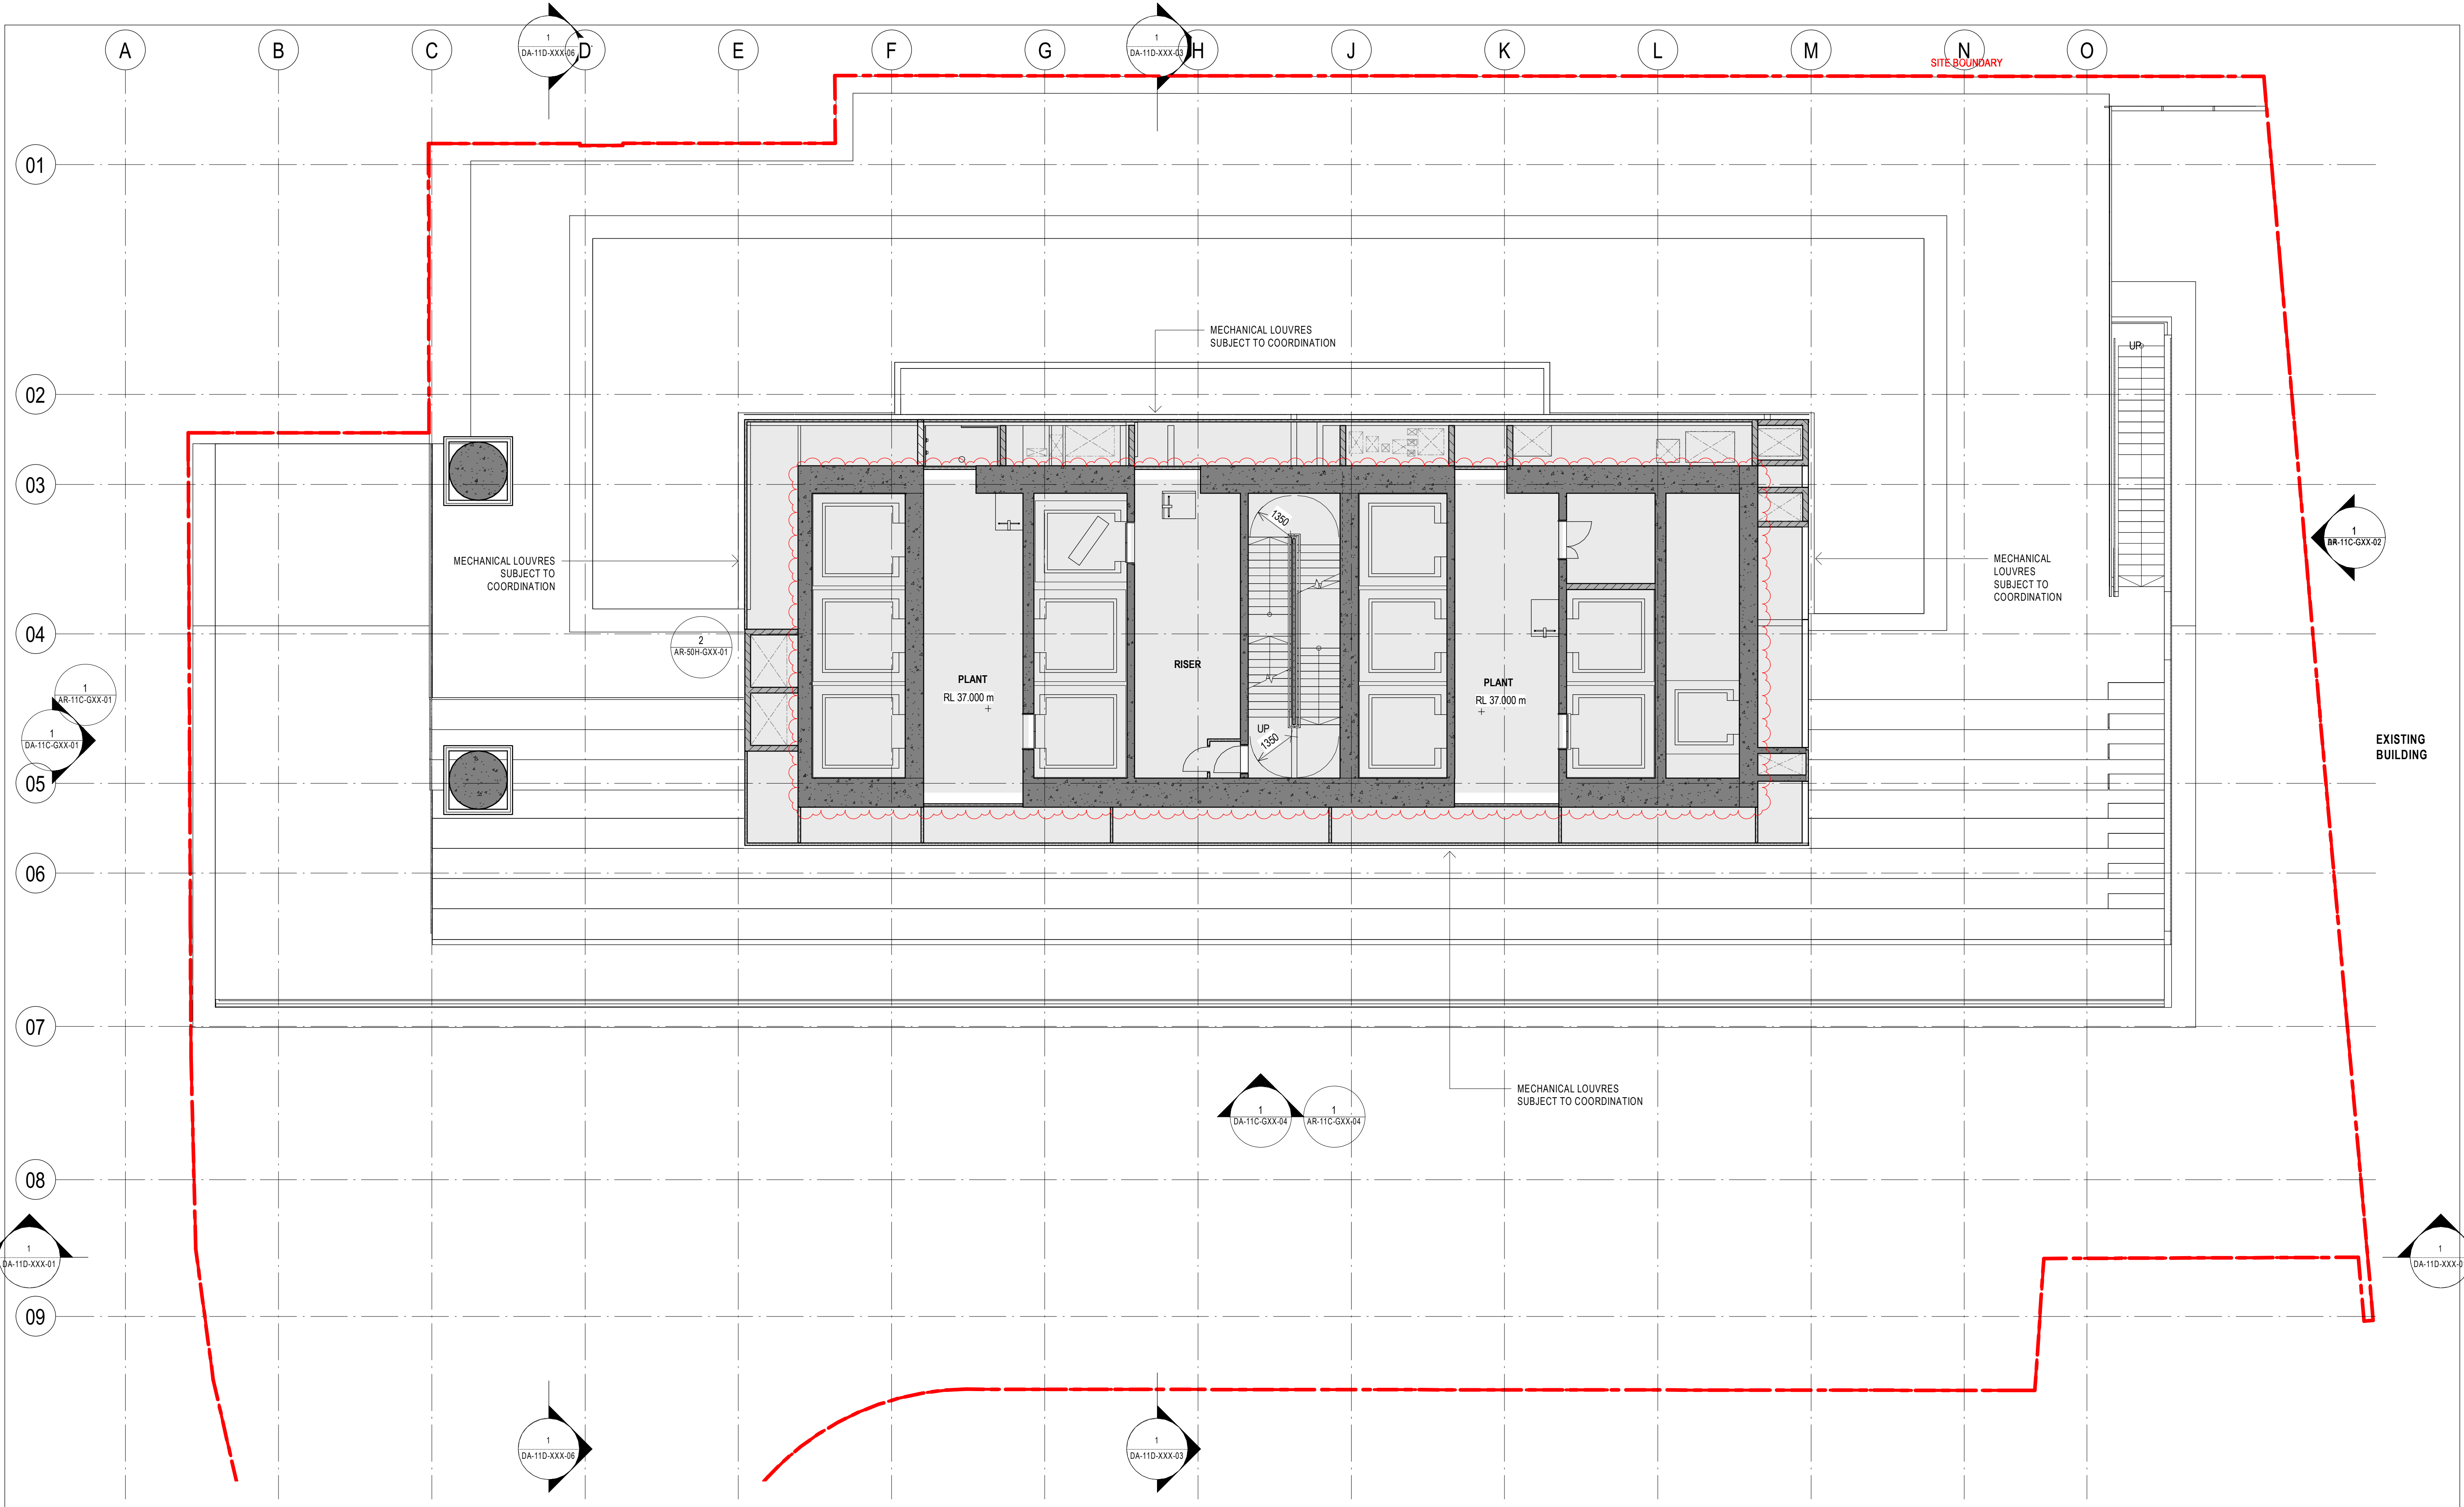 1
DA-11D-XXX-06
1
DA-11D-XXX-03
A
B
C
D
E
F
G
H
J
K
L
M
N
O
SITE BOUNDARY
01
MECHANICAL LOUVRES
SUBJECT TO COORDINATION
UP
02
03
1350
MECHANICAL LOUVRES
SUBJECT TO
COORDINATION
1
MECHANICAL
LOUVRES
SUBJECT TO
COORDINATION
04
2
AR-50H-GXX-01
RISER
PLANT
RL 37.000 m
PLANT
RL 37.000 m
1
AR-11C-GXX-01
1
DA-11C-GXX-01
UP
1350
EXISTING
BUILDING
05
06
07
MECHANICAL LOUVRES
SUBJECT TO COORDINATION
1
DA-11C-GXX-04
1
AR-11C-GXX-04
08
1
DA-11D-XXX-01
1
09
1
DA-11D-XXX-06
1
DA-11D-XXX-03